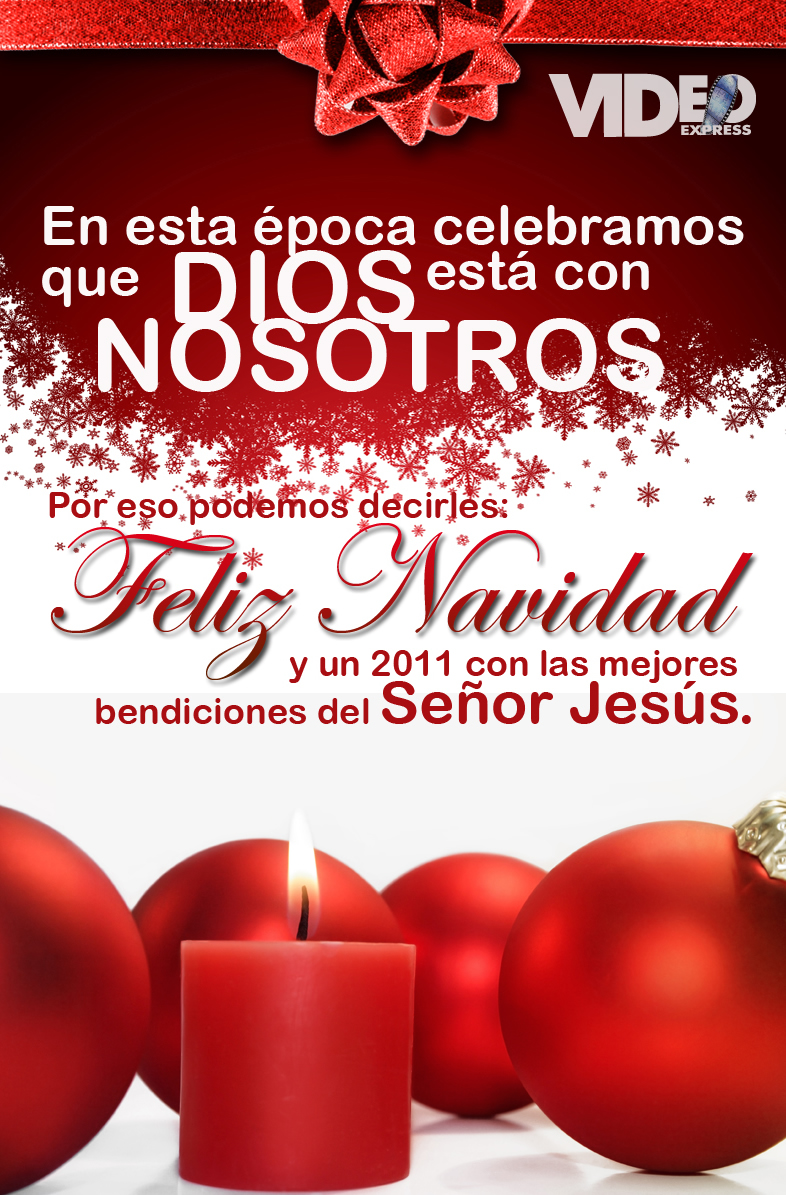 VIDEO
EXPRESS
En esta época celebramos
que DIOS está con
NOSOTROS
Por eso podemos decirles:
Feliz Navidad
y un 2011 con las mejores
bendiciones del Señor Jesús.